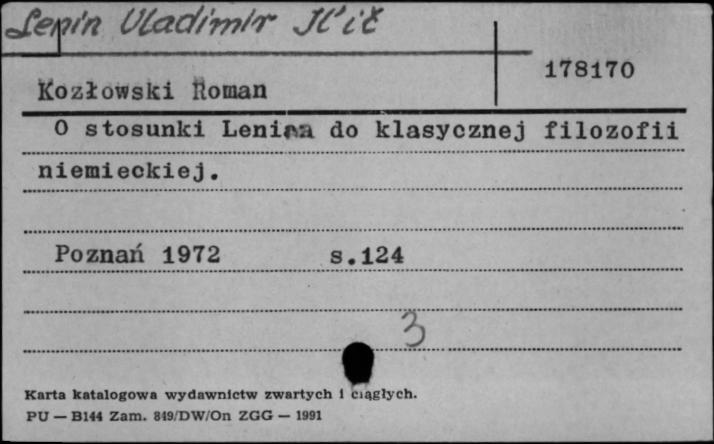 Lenin Vladimir Il'ič
178170
Kozłowski Roman
O stosunki Lenina do klasycznej filozofii
niemieckiej.
Poznań 1972 s.124
3
Karta katalogowa wydawnictw zwartych i ciągłych.
PU — B144 Zam. 849/DW/On ZGG — 1991